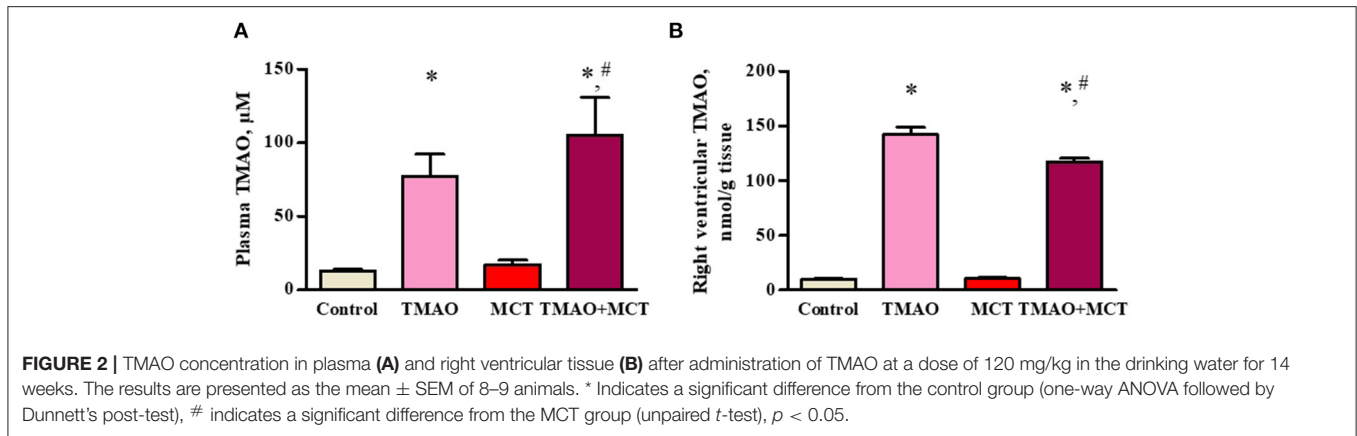 A
Plasma TMAO, µM
150
100
50
0
*
*, #
Control TMAO MCT TMAO+MCT
B
Right ventricular TMAO,
nmol/g tissue
200
150
100
50
0
*
*, #
Control TMAO MCT TMAO+MCT
FIGURE 2 | TMAO concentration in plasma (A) and right ventricular tissue (B) after administration of TMAO at a dose of 120 mg/kg in the drinking water for 14
weeks. The results are presented as the mean ± SEM of 8–9 animals. * Indicates a significant difference from the control group (one-way ANOVA followed by
Dunnett’s post-test), # indicates a significant difference from the MCT group (unpaired t-test), p < 0.05.